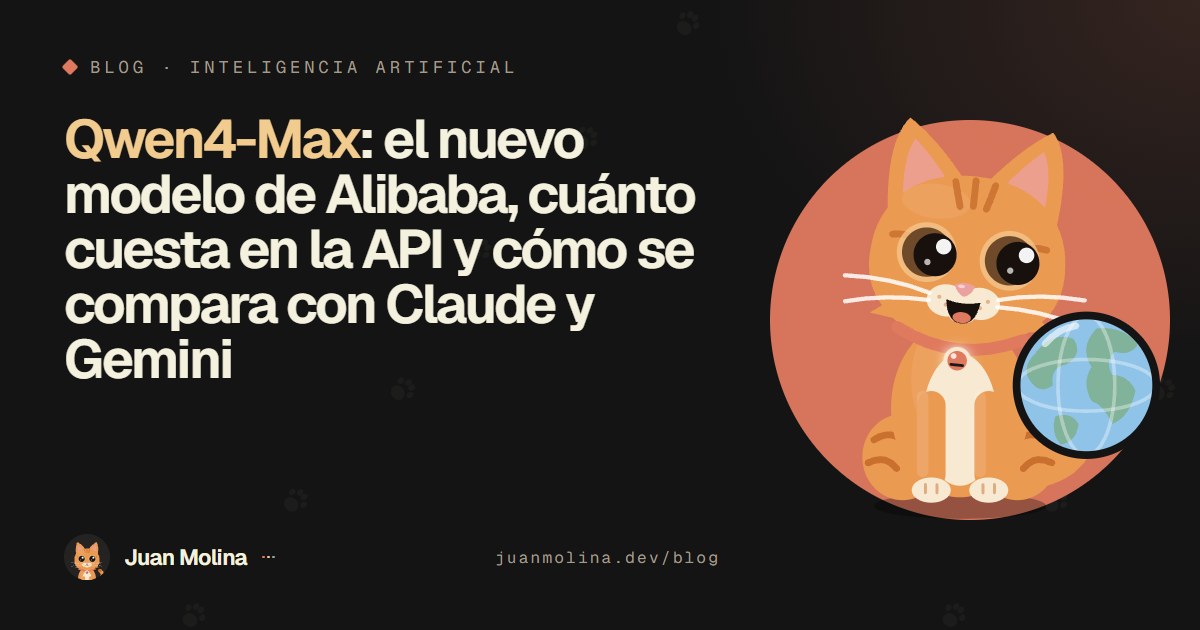 BLOG · INTELIGENCIA ARTIFICIAL
Qwen4-Max: el nuevo
modelo de Alibaba, cuánto
cuesta en la API y cómo se
compara con Claude y
Gemini
Juan Molina
juanmolina.dev/blog